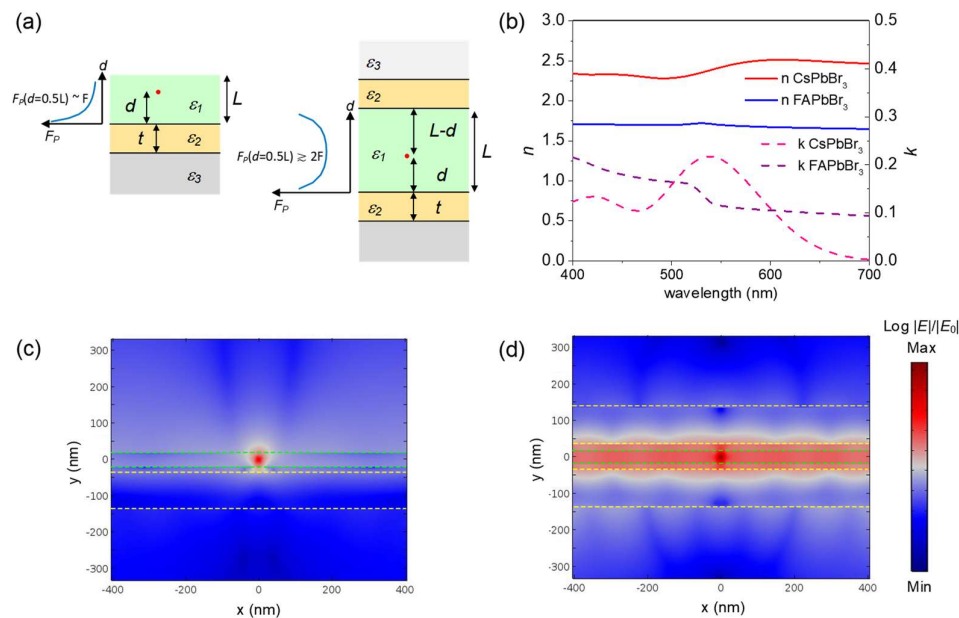 (a)
d
F_P(d=0.5L) ~ F
F_P
d
ε₁
L
t
ε₂
ε₃
d
F_P(d=0.5L) ≳ 2F
F_P
ε₃
ε₂
ε₁
L-d
d
L
ε₂
t
(b)
3.0
2.5
2.0
1.5
1.0
0.5
0.0
n
0.5
0.4
0.3
0.2
0.1
0.0
k
n CsPbBr₃
n FAPbBr₃
k CsPbBr₃
k FAPbBr₃
400
500
600
700
wavelength (nm)
(c)
300
200
100
0
-100
-200
-300
y (nm)
-400
-200
0
200
400
x (nm)
(d)
300
200
100
0
-100
-200
-300
y (nm)
-400
-200
0
200
400
x (nm)
Log |E|/|E₀|
Max
Min